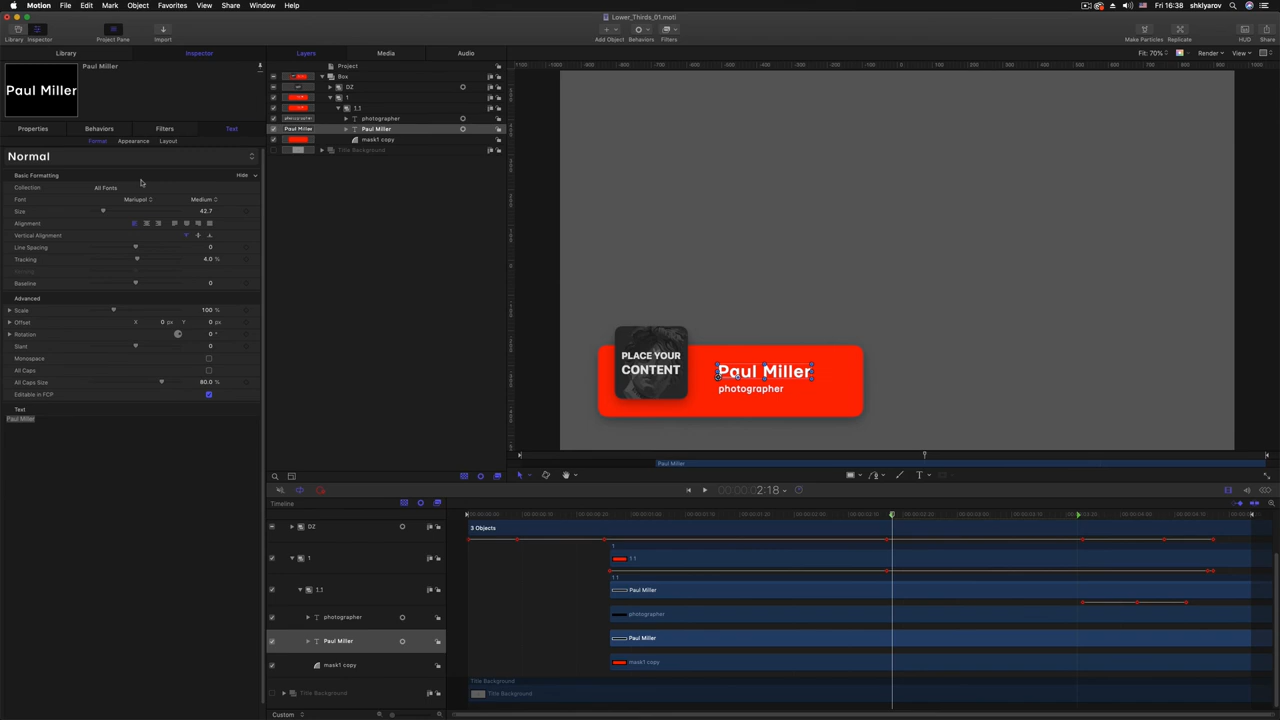 Motion File Edit Mark Object Favorites View Share Window Help Fri 16:38 shklyarov
Lower_Thirds_01.moti
Library Inspector Project Pane Import Add Object Behaviors Filters Make Particles Replicate HUD Share
Library Inspector Layers Media Audio Fit: 70% Render View
Paul Miller
Paul Miller
Properties Behaviors Filters Text
Format Appearance Layout
Normal
Basic Formatting Hide
Collection All Fonts
Font Mariupol Medium
Size 42.7
Alignment
Vertical Alignment
Line Spacing 0
Tracking 4.0 %
Baseline 0
Advanced
Scale 100 %
Offset X 0 px Y 0 px
Rotation 0 °
Slant 0
Monospace
All Caps
All Caps Size 80.0 %
Editable in FCP
Text
Paul Miller
Project
Box
DZ
1
1.1
photographer
Paul Miller Paul Miller
mask1 copy
Title Background
PLACE YOUR
CONTENT
Paul Miller
photographer
Paul Miller
T
2:18
Timeline
DZ
1
1.1
photographer
Paul Miller
mask1 copy
Title Background
Custom
3 Objects
1
1 1
1 1
Paul Miller
photographer
Paul Miller
mask1 copy
Title Background
Title Background